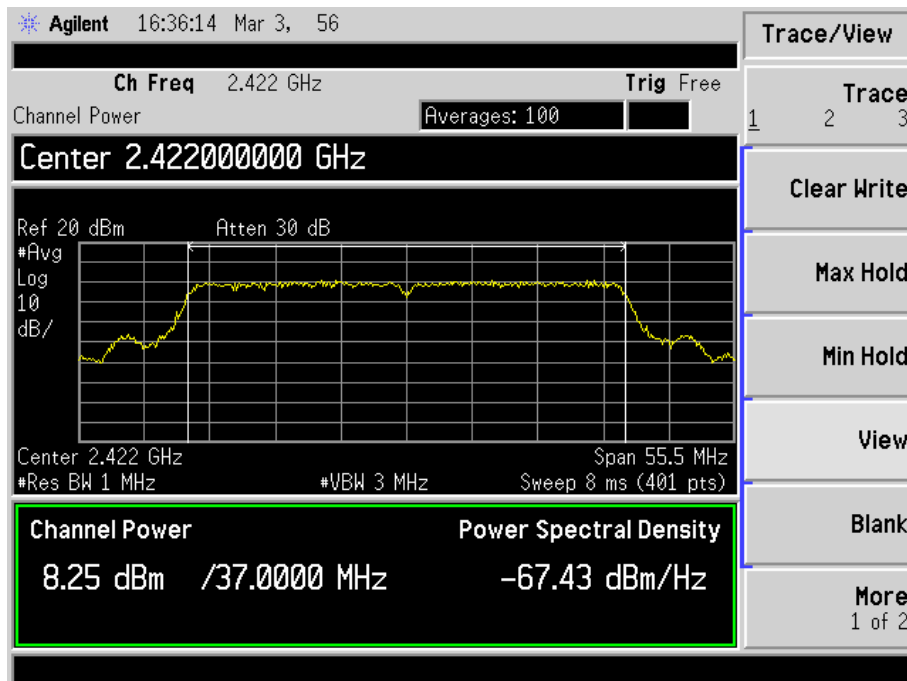 Agilent 16:36:14 Mar 3, 56
Trace/View
Ch Freq 2.422 GHz Trig Free
Channel Power Averages: 100
Center 2.422000000 GHz
Ref 20 dBm Atten 30 dB
#Avg
Log
10
dB/
Center 2.422 GHz Span 55.5 MHz
#Res BW 1 MHz #VBW 3 MHz Sweep 8 ms (401 pts)
Channel Power Power Spectral Density
8.25 dBm /37.0000 MHz -67.43 dBm/Hz
Trace
1 2 3
Clear Write
Max Hold
Min Hold
View
Blank
More
1 of 2